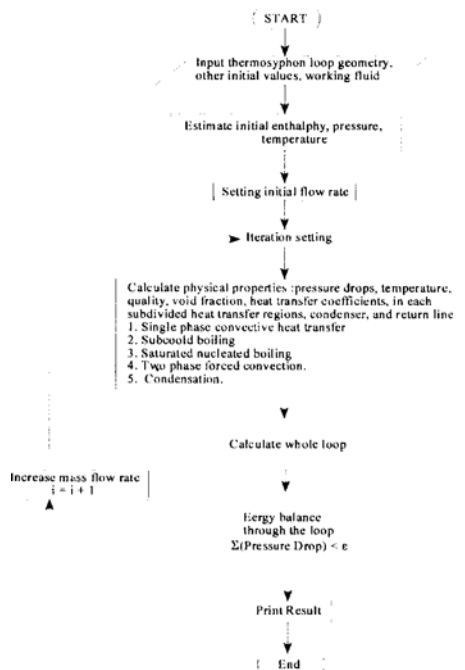 START
Input thermosyphon loop geometry,
other initial values, working fluid
Estimate initial enthalphy, pressure,
temperature
Setting initial flow rate
Iteration setting
Calculate physical properties :pressure drops, temperature,
quality, void fraction, heat transfer coefficients, in each
subdivided heat transfer regions, condenser, and return line
1. Single phase convective heat transfer
2. Subcoold boiling
3. Saturated nucleated boiling
4. Two phase forced convection.
5. Condensation.
Calculate whole loop
Increase mass flow rate
i = i + 1
Eergy balance
through the loop
Σ(Pressure Drop) < ε
Print Result
End